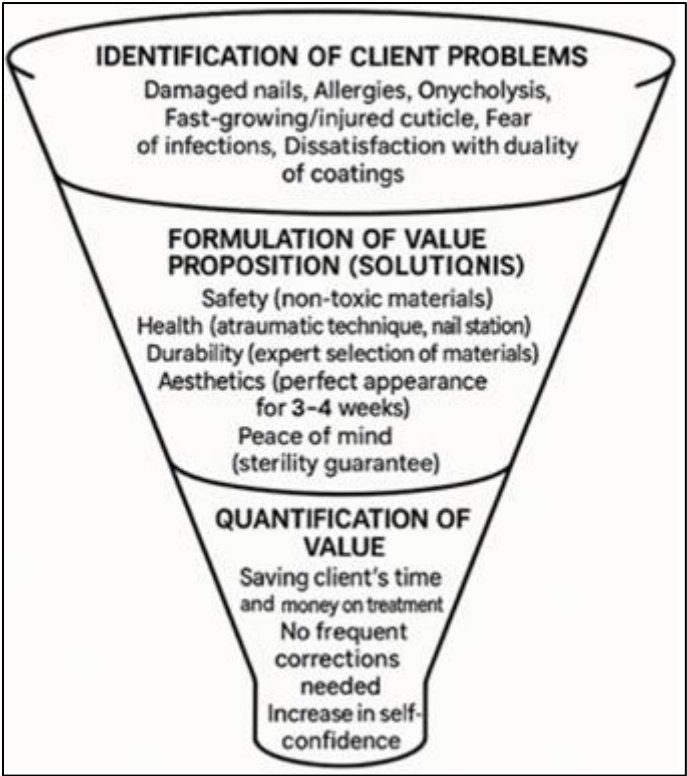 IDENTIFICATION OF CLIENT PROBLEMS
Damaged nails, Allergies, Onycholysis,
Fast-growing/injured cuticle, Fear
of infections, Dissatisfaction with duality
of coatings
FORMULATION OF VALUE
PROPOSITION (SOLUTIQNIS)
Safety (non-toxic materials)
Health (atraumatic technique, nail station)
Durability (expert selection of materials)
Aesthetics (perfect appearance
for 3–4 weeks)
Peace of mind
(sterility guarantee)
QUANTIFICATION OF
VALUE
Saving client's time
and money on treatment
No frequent
corrections
needed
Increase in self-
confidence